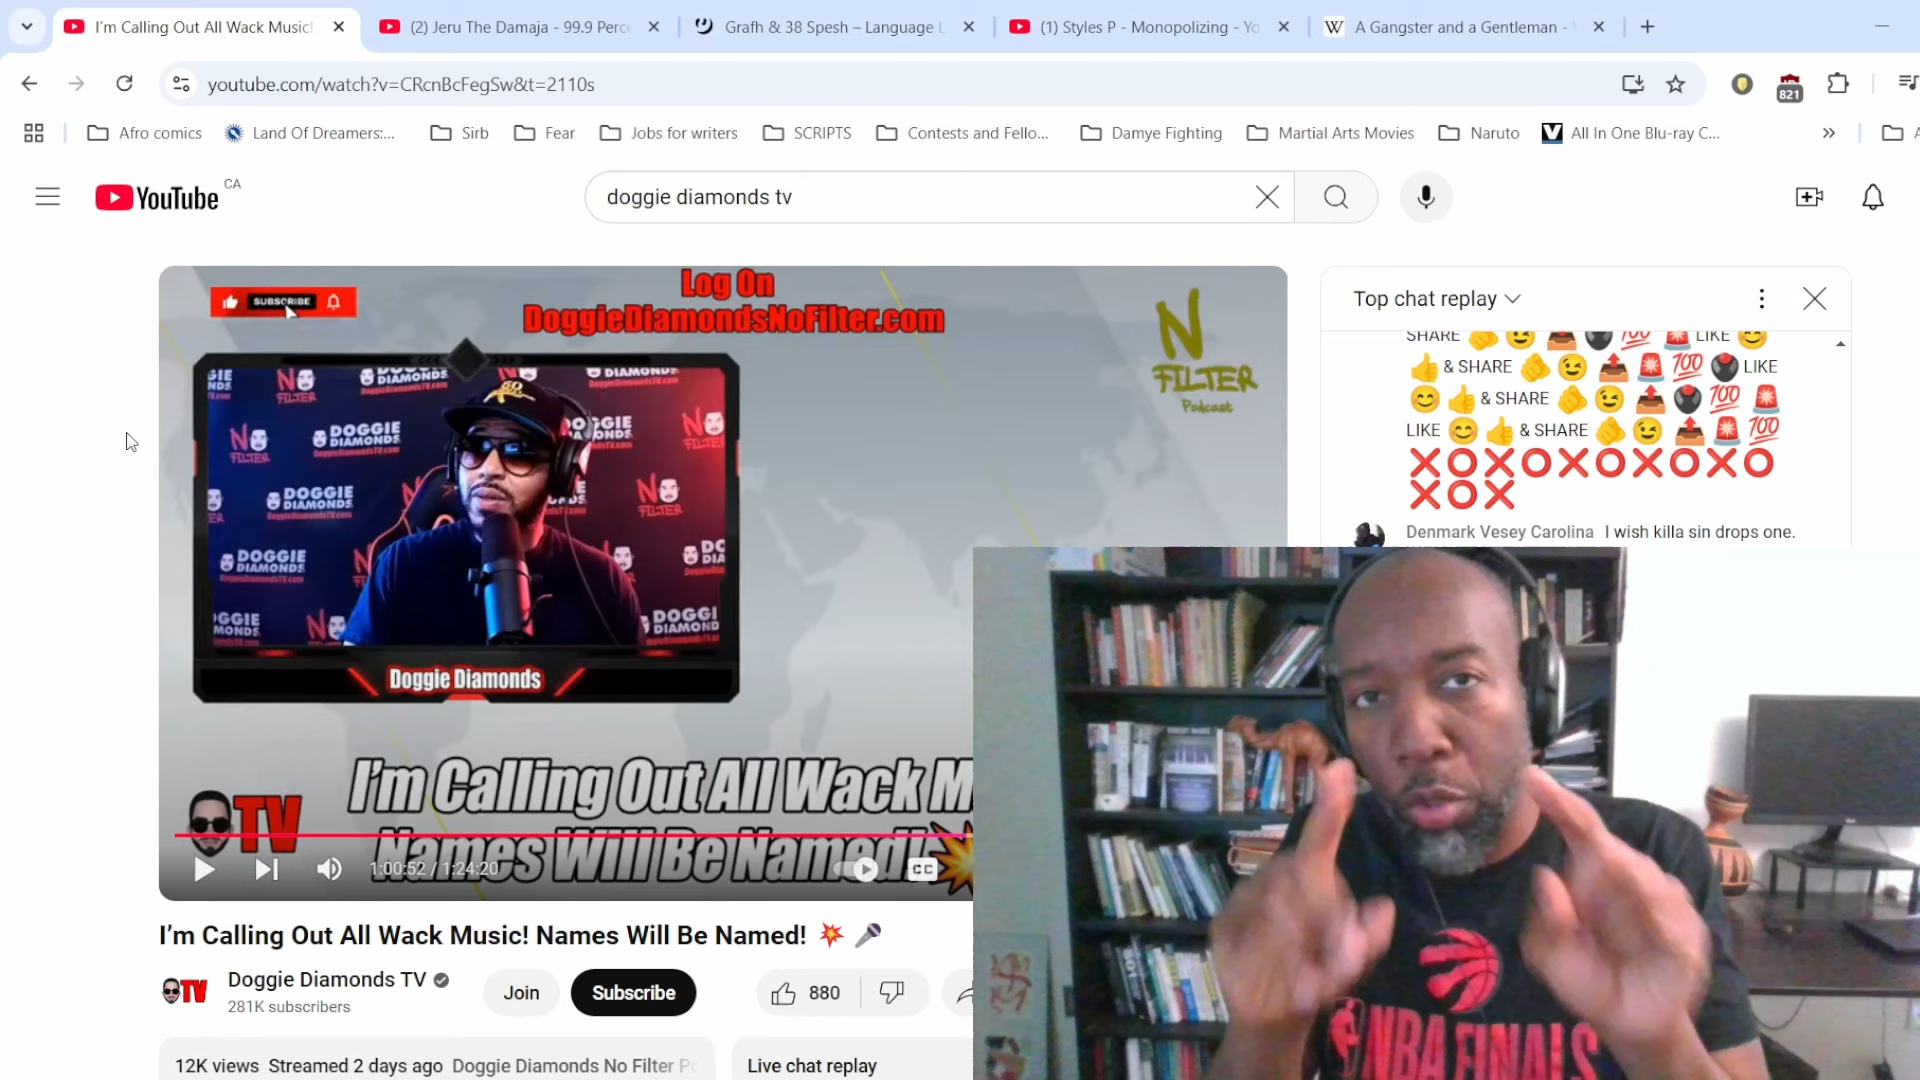 I'm Calling Out All Wack Music!
(2) Jeru The Damaja - 99.9 Perc
Grafh & 38 Spesh – Language L
(1) Styles P - Monopolizing - Yo
A Gangster and a Gentleman -
youtube.com/watch?v=CRcnBcFegSw&t=2110s
821
Afro comics
Land Of Dreamers:...
Sirb
Fear
Jobs for writers
SCRIPTS
Contests and Fello...
Damye Fighting
Martial Arts Movies
Naruto
All In One Blu-ray C...
YouTube CA
doggie diamonds tv
SUBSCRIBE
Log On
DoggieDiamondsNoFilter.com
N
FILTER
Podcast
DOGGIE
DIAMONDS
Doggie Diamonds
TV
I'm Calling Out All Wack M
Names Will Be Named!
1:00:52 / 1:24:20
CC
Top chat replay
SHARE 🫵 😉 📤 🖲 💯 🚨 LIKE 😊
👍 & SHARE 🫵 😉 📤 🚨 💯 🖲 LIKE
😊 👍 & SHARE 🫵 😉 📤 🖲 💯 🚨
LIKE 😊 👍 & SHARE 🫵 😉 📤 🚨 💯
❌⭕❌⭕❌⭕❌⭕❌⭕
❌⭕❌
Denmark Vesey Carolina I wish killa sin drops one.
I'm Calling Out All Wack Music! Names Will Be Named! 💥 🎤
Doggie Diamonds TV
281K subscribers
Join
Subscribe
880
12K views Streamed 2 days ago Doggie Diamonds No Filter Po
Live chat replay
NBA FINALS